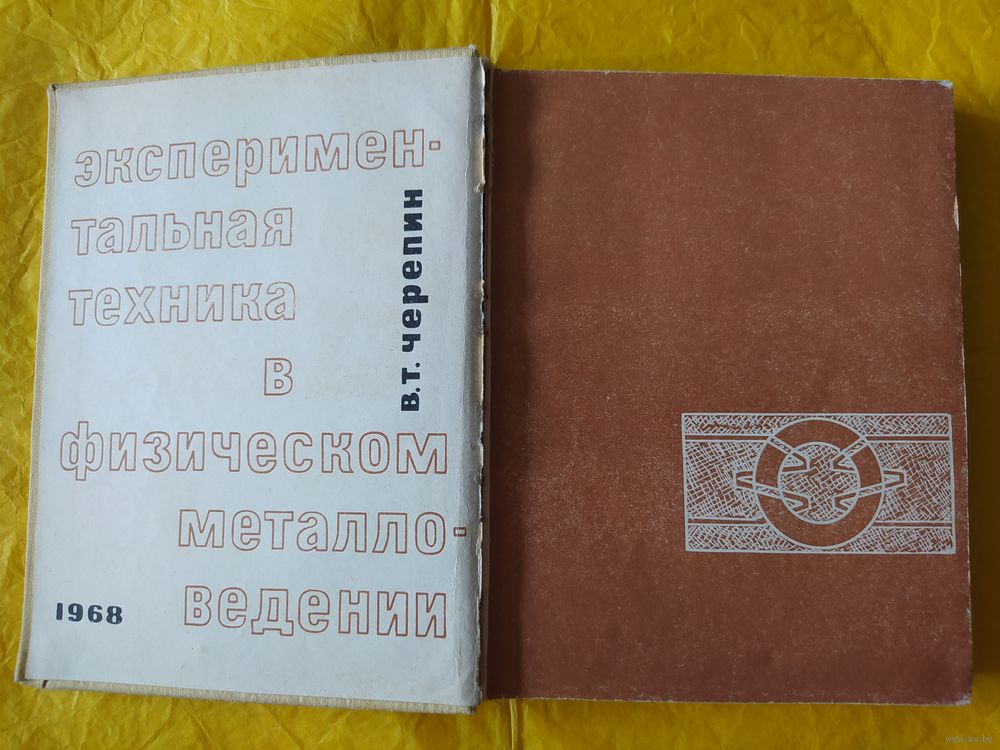 эксперимен-
тальная
техника
в
физическом
металло-
ведении
В.Т. Черепин
1968
www.ay.by